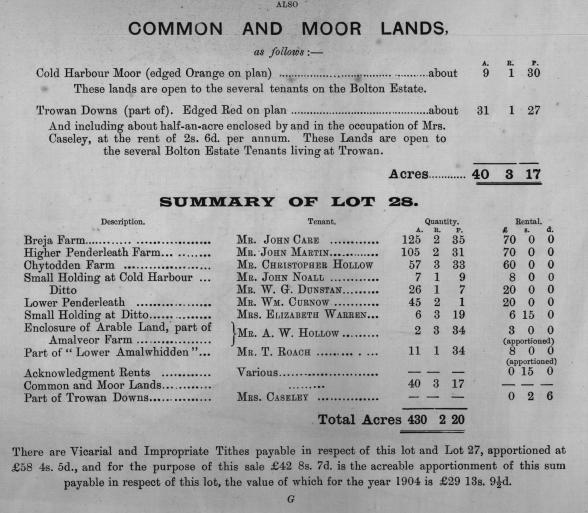 ALSO
COMMON AND MOOR LANDS,
as follows :—
A. R. P.
Cold Harbour Moor (edged Orange on plan) ........ about 9 1 30
These lands are open to the several tenants on the Bolton Estate.
Trowan Downs (part of). Edged Red on plan ........ about 31 1 27
And including about half-an-acre enclosed by and in the occupation of Mrs.
Caseley, at the rent of 2s. 6d. per annum. These Lands are open to
the several Bolton Estate Tenants living at Trowan.
Acres............ 40 3 17
SUMMARY OF LOT 28.
Description. Tenant. Quantity. Rental.
A. R. P. £ s. d.
Breja Farm.................. Mr. John Care ............ 125 2 35 70 0 0
Higher Penderleath Farm... ...... Mr. John Martin............ 105 2 31 70 0 0
Chytodden Farm ............ Mr. Christopher Hollow 57 3 33 60 0 0
Small Holding at Cold Harbour ... Mr. John Noall ............ 7 1 9 8 0 0
Ditto Mr. W. G. Dunstan......... 26 1 7 20 0 0
Lower Penderleath ............ Mr. Wm. Curnow ......... 45 2 1 20 0 0
Small Holding at Ditto ............ Mrs. Elizabeth Warren... 6 3 19 6 15 0
Enclosure of Arable Land, part of
Amalveor Farm ............ } Mr. A. W. Hollow ......... 2 3 34 3 0 0
(apportioned)
Part of "Lower Amalwhidden"... Mr. T. Roach ............ 11 1 34 8 0 0
(apportioned)
Acknowledgment Rents ............ Various............ — — — 0 15 0
Common and Moor Lands............ ......... 40 3 17 — — —
Part of Trowan Downs............... Mrs. Caseley ............ — — — 0 2 6
Total Acres 430 2 20
There are Vicarial and Impropriate Tithes payable in respect of this lot and Lot 27, apportioned at
£58 4s. 5d., and for the purpose of this sale £42 8s. 7d. is the acreable apportionment of this sum
payable in respect of this lot, the value of which for the year 1904 is £29 13s. 9½d.
G